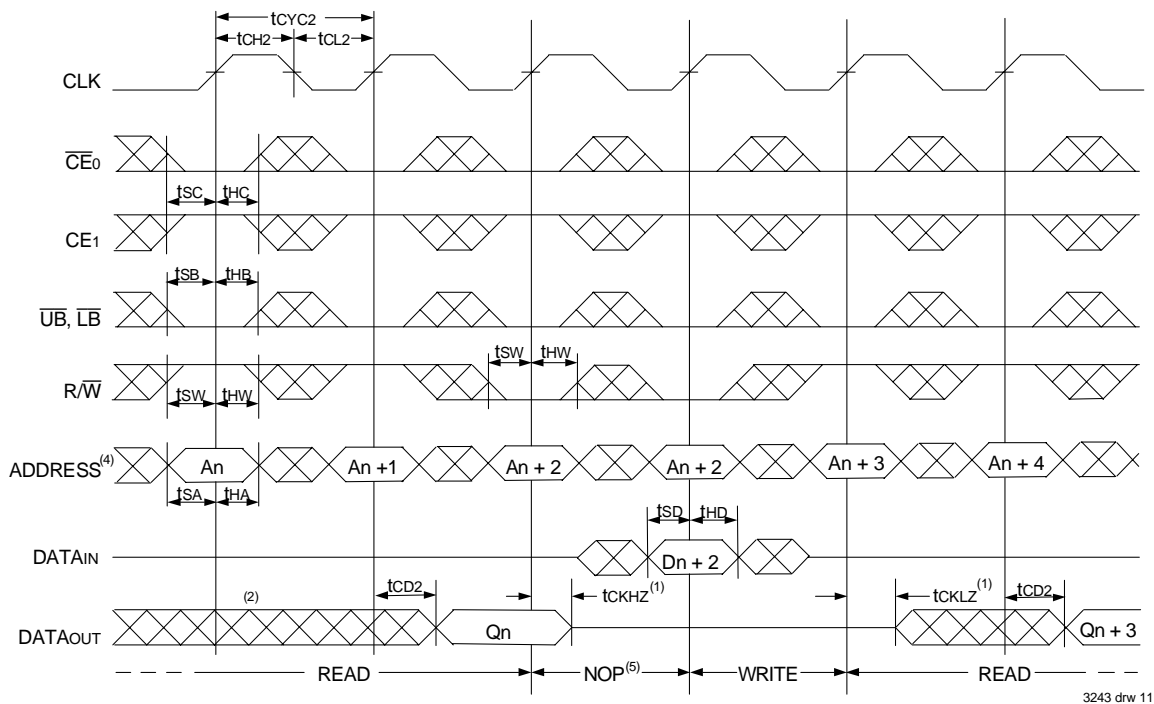 tCYC2
tCH2 tCL2
CLK
CE0
tSC tHC
CE1
tSB tHB
UB, LB
tSW tHW
R/W
tSW tHW
ADDRESS(4) An An +1 An + 2 An + 2 An + 3 An + 4
tSA tHA
tSD tHD
DATAIN Dn + 2
tCD2 tCKHZ(1) tCKLZ(1) tCD2
(2)
DATAOUT Qn Qn + 3
READ NOP(5) WRITE READ
3243 drw 11